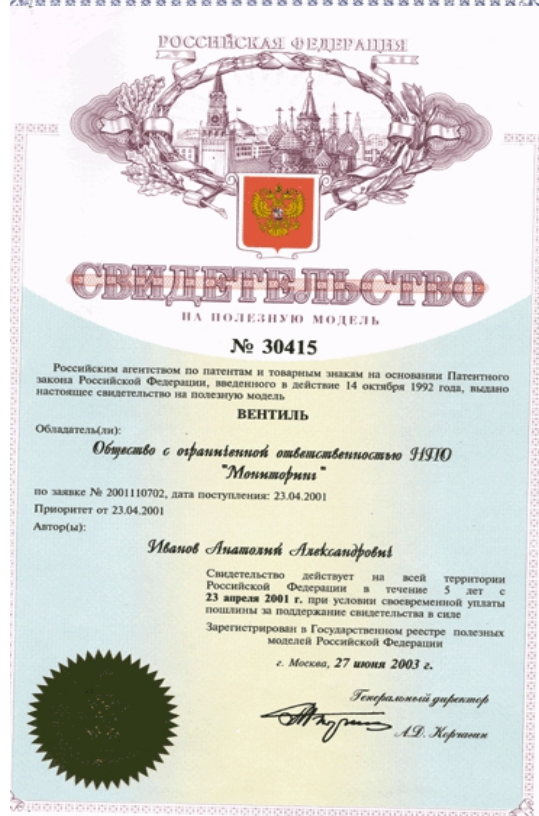 РОССИЙСКАЯ ФЕДЕРАЦИЯ
СВИДЕТЕЛЬСТВО
НА ПОЛЕЗНУЮ МОДЕЛЬ
№ 30415
Российским агентством по патентам и товарным знакам на основании Патентного
закона Российской Федерации, введенного в действие 14 октября 1992 года, выдано
настоящее свидетельство на полезную модель
ВЕНТИЛЬ
Обладатель(ли):
Общество с ограниченной ответственностью НПО
"Мониторинг"
по заявке № 2001110702, дата поступления: 23.04.2001
Приоритет от 23.04.2001
Автор(ы):
Иванов Анатолий Александрович
Свидетельство действует на всей территории
Российской Федерации в течение 5 лет с
23 апреля 2001 г. при условии своевременной уплаты
пошлины за поддержание свидетельства в силе
Зарегистрирован в Государственном реестре полезных
моделей Российской Федерации
г. Москва, 27 июня 2003 г.
Генеральный директор
А.Д. Корчагин